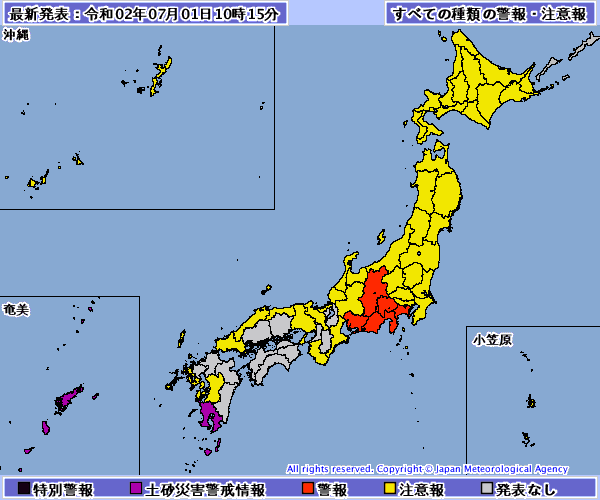 最新発表：令和02年07月01日10時15分
すべての種類の警報・注意報
沖縄
奄美
小笠原
All rights reserved. Copyright © Japan Meteorological Agency
特別警報
土砂災害警戒情報
警報
注意報
発表なし